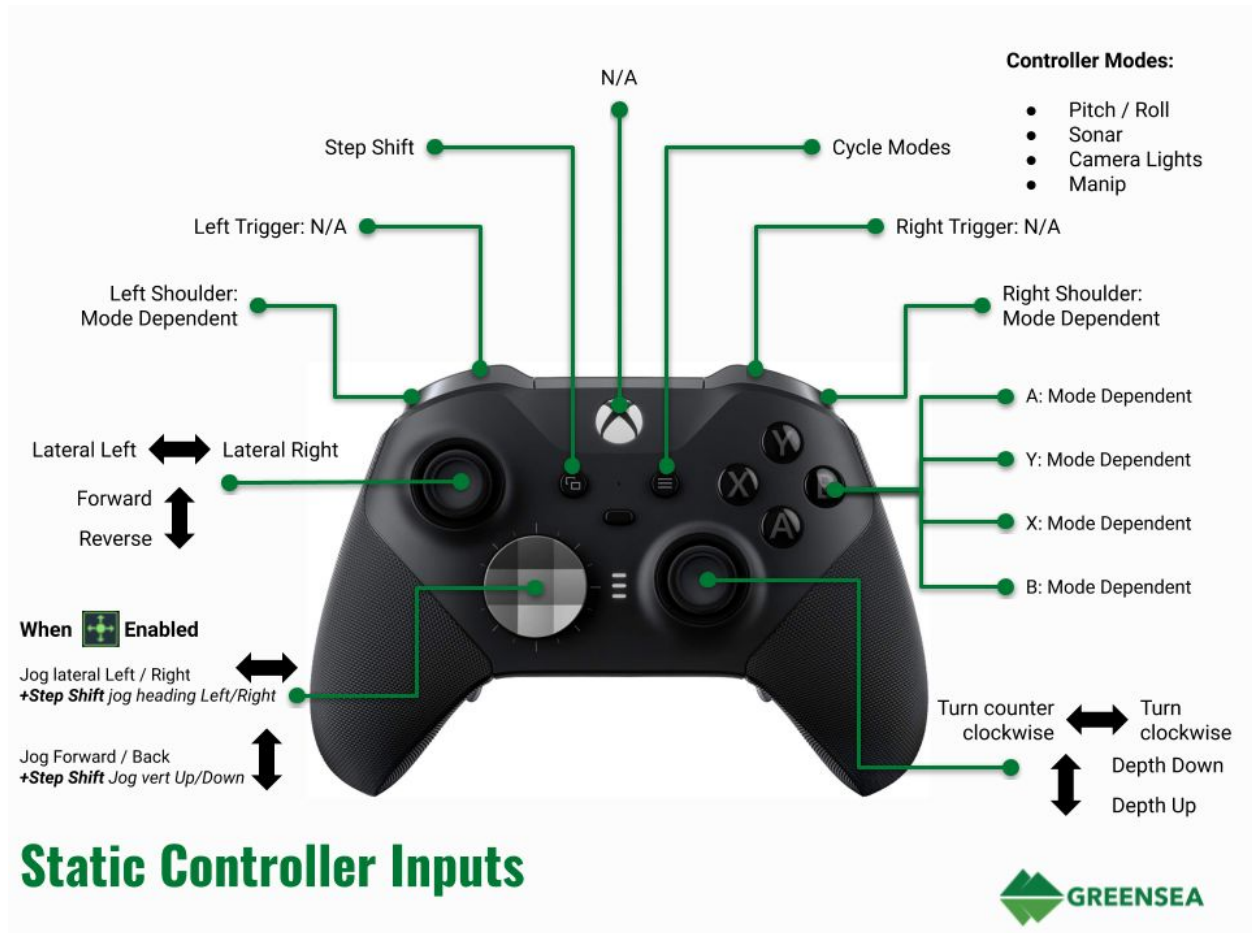 N/A
Controller Modes:
● Pitch / Roll
● Sonar
● Camera Lights
● Manip
Step Shift
Cycle Modes
Left Trigger: N/A
Right Trigger: N/A
Left Shoulder:
Mode Dependent
Right Shoulder:
Mode Dependent
A: Mode Dependent
Y: Mode Dependent
X: Mode Dependent
B: Mode Dependent
Lateral Left
Lateral Right
Forward
Reverse
Y
X
B
A
When Enabled
Jog lateral Left / Right
+Step Shift jog heading Left/Right
Jog Forward / Back
+Step Shift Jog vert Up/Down
Turn counter
clockwise
Turn
clockwise
Depth Down
Depth Up
Static Controller Inputs
GREENSEA